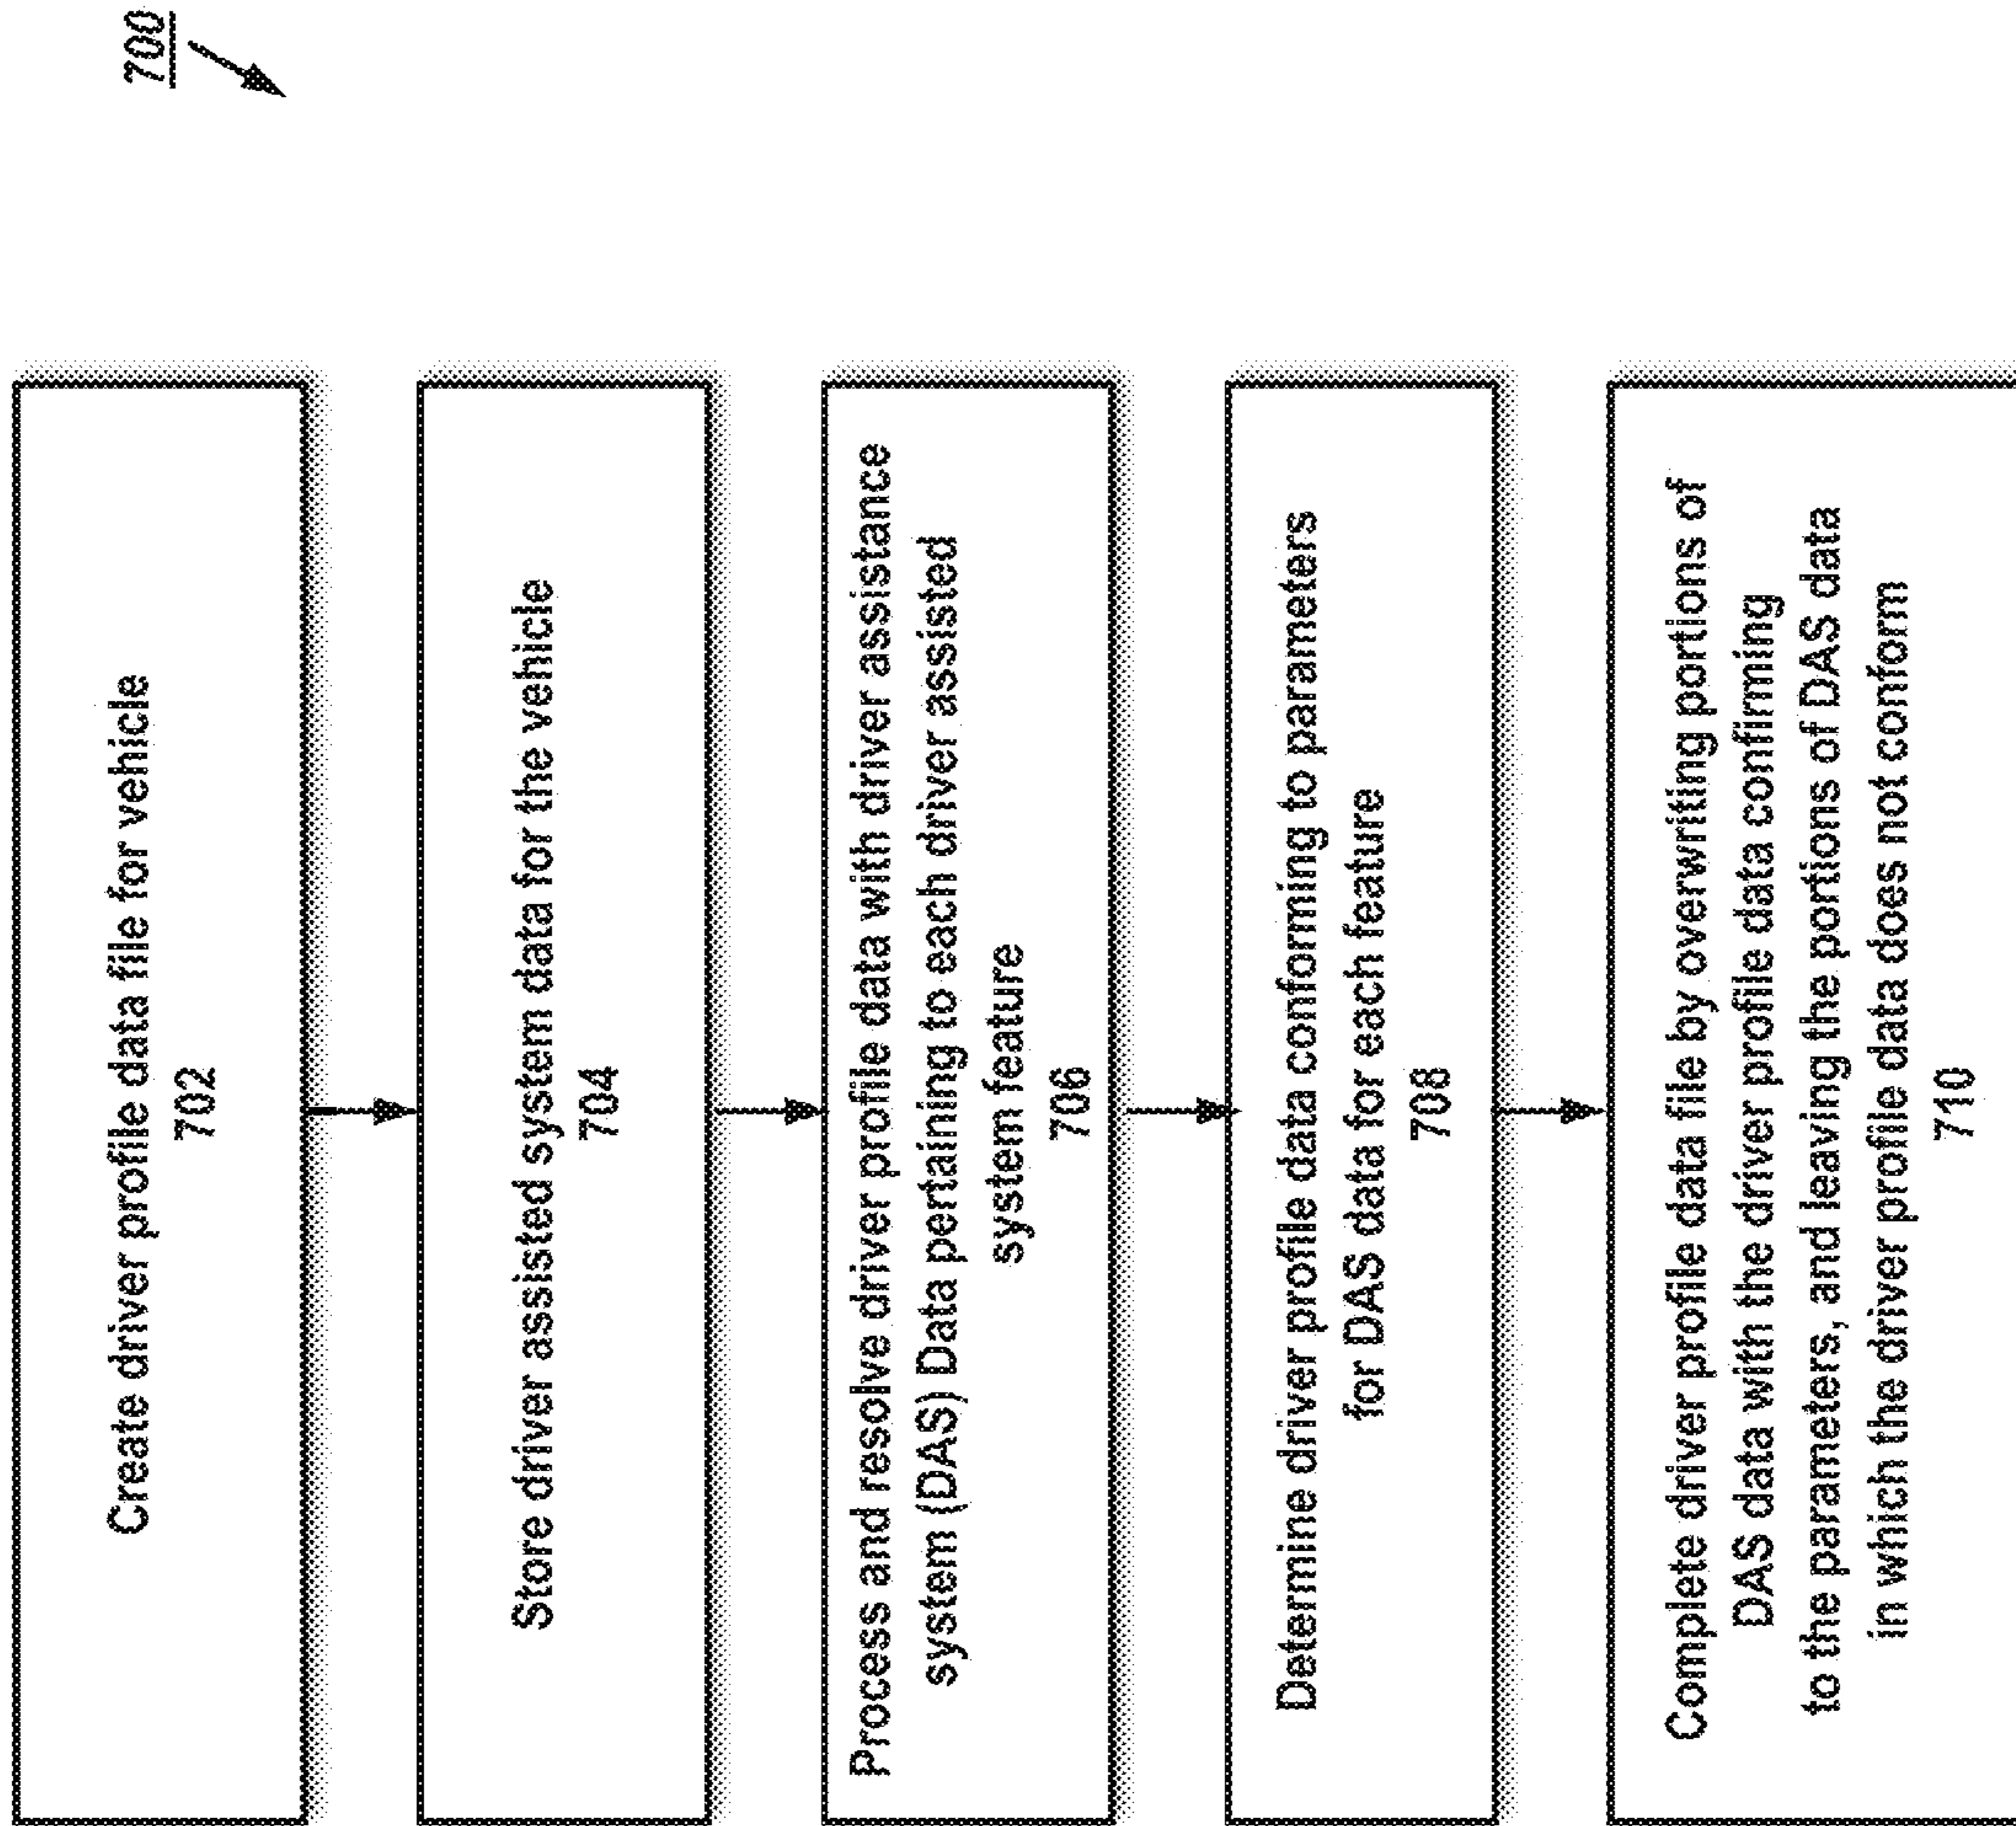 700
Create driver profile data file for vehicle
702
Store driver assisted system data for the vehicle
704
Process and resolve driver profile data with driver assistance
system (DAS) Data pertaining to each driver assisted
system feature
706
Determine driver profile data conforming to parameters
for DAS data for each feature
708
Complete driver profile data file by overwriting portions of
DAS data with the driver profile data confirming
to the parameters, and leaving the portions of DAS data
in which the driver profile data does not conform
710